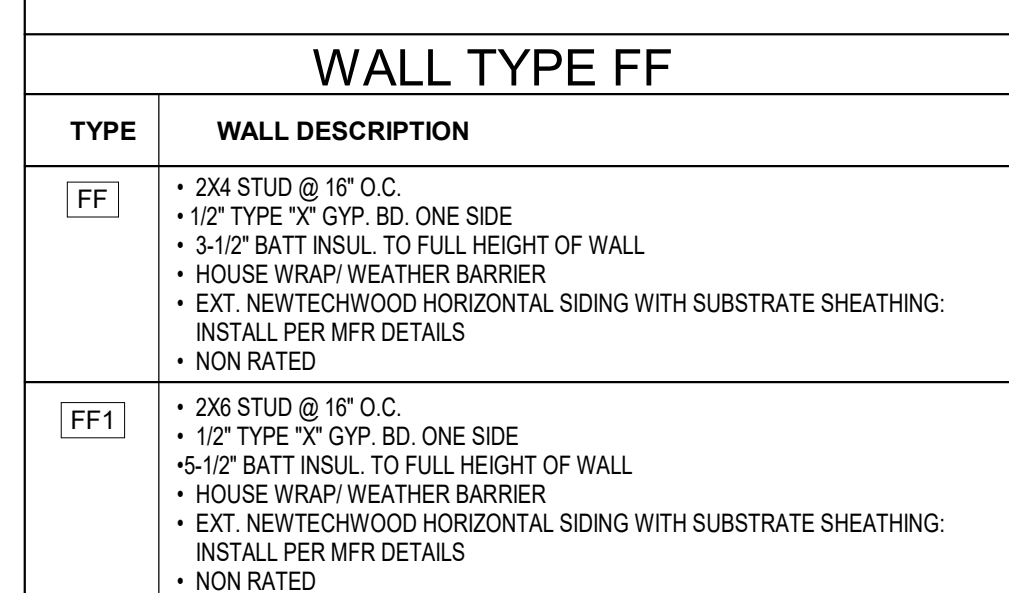 WALL TYPE FF
TYPE WALL DESCRIPTION
FF
• 2X4 STUD @ 16" O.C.
• 1/2" TYPE "X" GYP. BD. ONE SIDE
• 3-1/2" BATT INSUL. TO FULL HEIGHT OF WALL
• HOUSE WRAP/ WEATHER BARRIER
• EXT. NEWTECHWOOD HORIZONTAL SIDING WITH SUBSTRATE SHEATHING:
INSTALL PER MFR DETAILS
• NON RATED
FF1
• 2X6 STUD @ 16" O.C.
• 1/2" TYPE "X" GYP. BD. ONE SIDE
•5-1/2" BATT INSUL. TO FULL HEIGHT OF WALL
• HOUSE WRAP/ WEATHER BARRIER
• EXT. NEWTECHWOOD HORIZONTAL SIDING WITH SUBSTRATE SHEATHING:
INSTALL PER MFR DETAILS
• NON RATED